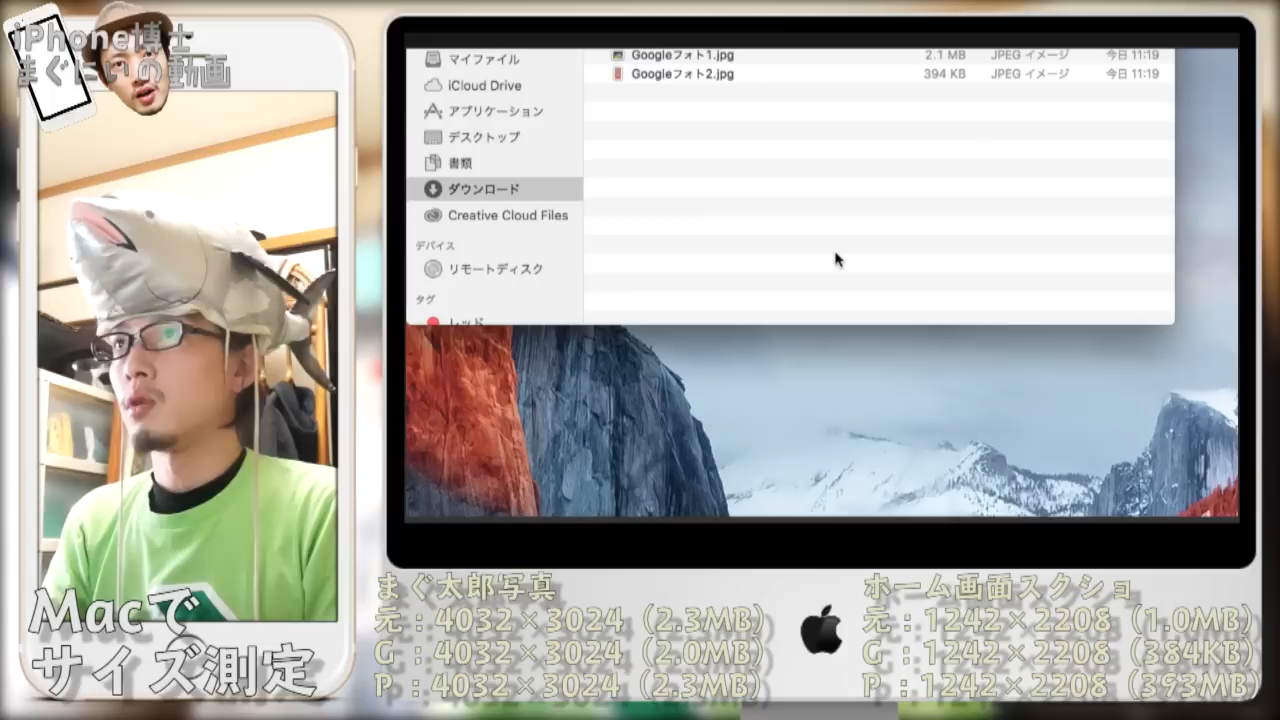 iPhone博士
まぐにぃの動画
マイファイル
iCloud Drive
アプリケーション
デスクトップ
書類
ダウンロード
Creative Cloud Files
デバイス
リモートディスク
タグ
レッド
Googleフォト1.jpg 2.1 MB JPEG イメージ 今日 11:19
Googleフォト2.jpg 394 KB JPEG イメージ 今日 11:19
Macで
サイズ測定
まぐ太郎写真
元：4032×3024（2.3MB）
G：4032×3024（2.0MB）
P：4032×3024（2.3MB）
ホーム画面スクショ
元：1242×2208（1.0MB）
G：1242×2208（384KB）
P：1242×2208（393MB）